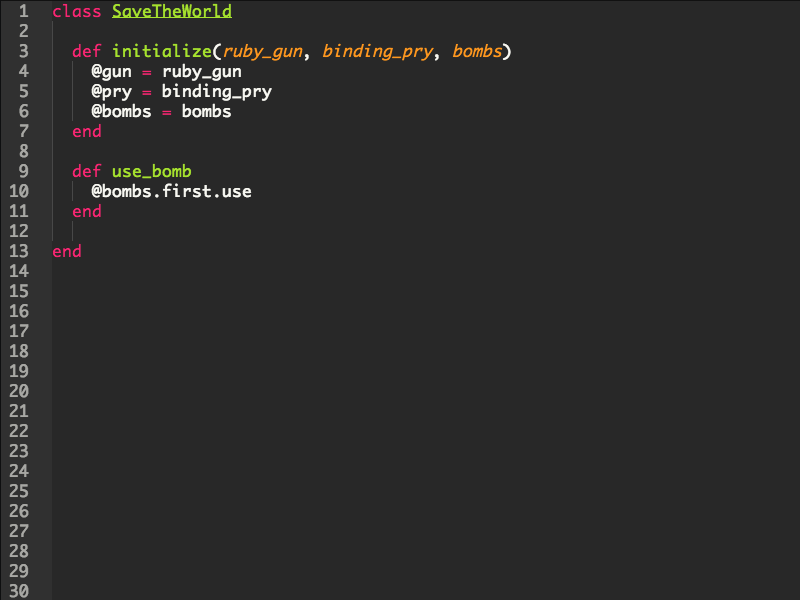 1 class SaveTheWorld
2
3 def initialize(ruby_gun, binding_pry, bombs)
4 @gun = ruby_gun
5 @pry = binding_pry
6 @bombs = bombs
7 end
8
9 def use_bomb
10 @bombs.first.use
11 end
12
13 end
14
15
16
17
18
19
20
21
22
23
24
25
26
27
28
29
30